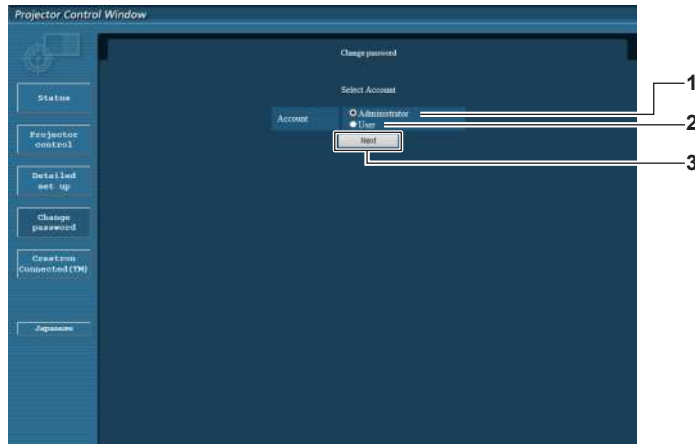 Projector Control Window
Change password
Select Account
Account
Administrator
User
Next
Status
Projector
control
Detailed
set up
Change
password
Crestron
Connected(TM)
Japanese
1
2
3